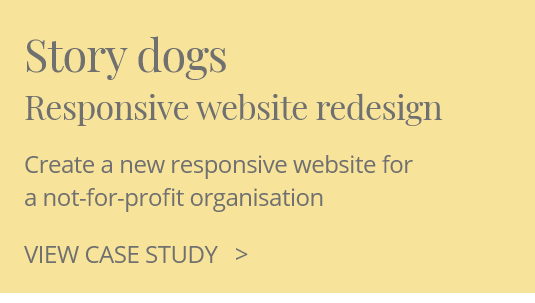 Story dogs
Responsive website redesign
Create a new responsive website for
a not-for-profit organisation
VIEW CASE STUDY >